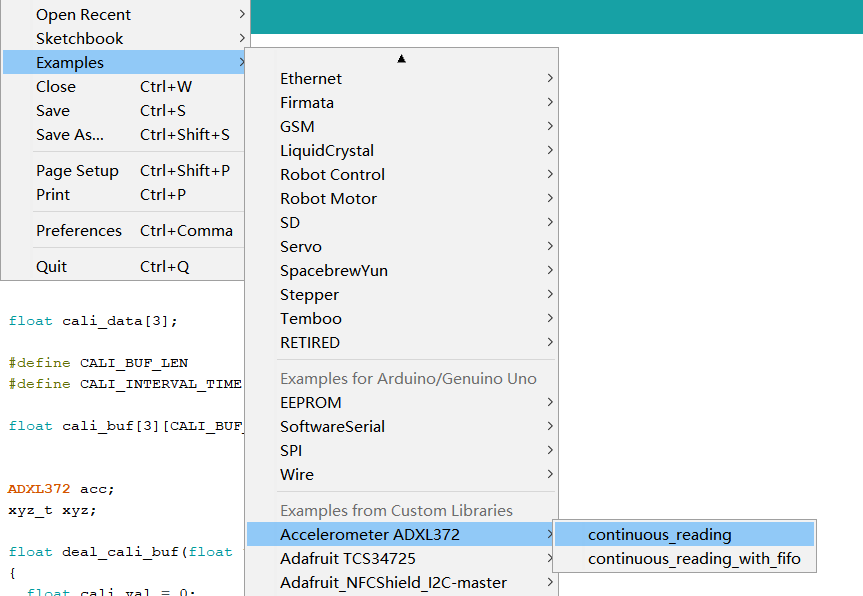 Open Recent
Sketchbook
Examples
Close Ctrl+W
Save Ctrl+S
Save As... Ctrl+Shift+S
Page Setup Ctrl+Shift+P
Print Ctrl+P
Preferences Ctrl+Comma
Quit Ctrl+Q
float cali_data[3];
#define CALI_BUF_LEN
#define CALI_INTERVAL_TIME
float cali_buf[3][CALI_BUF_
ADXL372 acc;
xyz_t xyz;
float deal_cali_buf(float
{
float cali_val = 0;
Ethernet
Firmata
GSM
LiquidCrystal
Robot Control
Robot Motor
SD
Servo
SpacebrewYun
Stepper
Temboo
RETIRED
Examples for Arduino/Genuino Uno
EEPROM
SoftwareSerial
SPI
Wire
Examples from Custom Libraries
Accelerometer ADXL372
Adafruit TCS34725
Adafruit_NFCShield_I2C-master
continuous_reading
continuous_reading_with_fifo